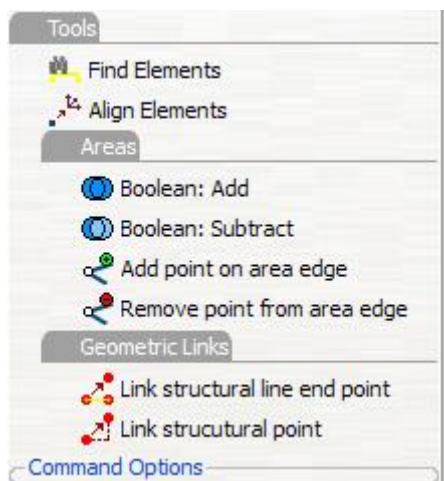 Tools
Find Elements
Align Elements
Areas
Boolean: Add
Boolean: Subtract
Add point on area edge
Remove point from area edge
Geometric Links
Link structural line end point
Link strucutural point
Command Options